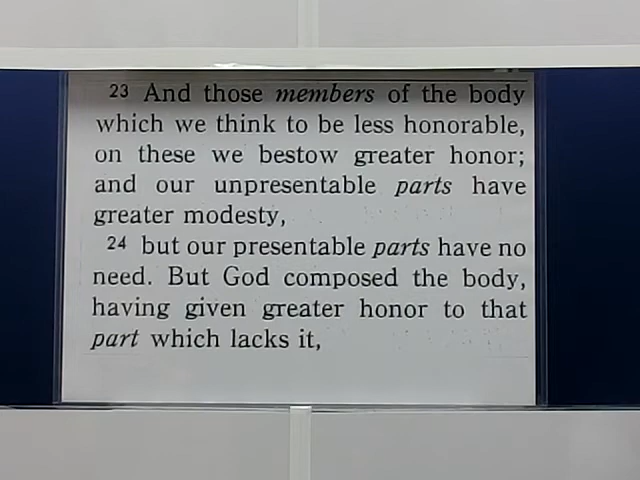 23 And those members of the body
which we think to be less honorable,
on these we bestow greater honor;
and our unpresentable parts have
greater modesty,
24 but our presentable parts have no
need. But God composed the body,
having given greater honor to that
part which lacks it,